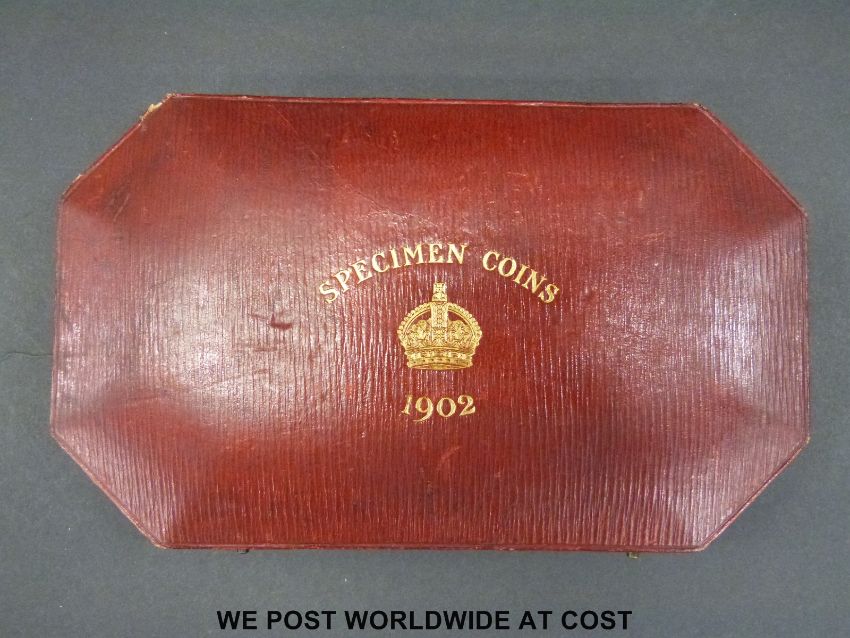 SPECIMEN COINS
1902
WE POST WORLDWIDE AT COST